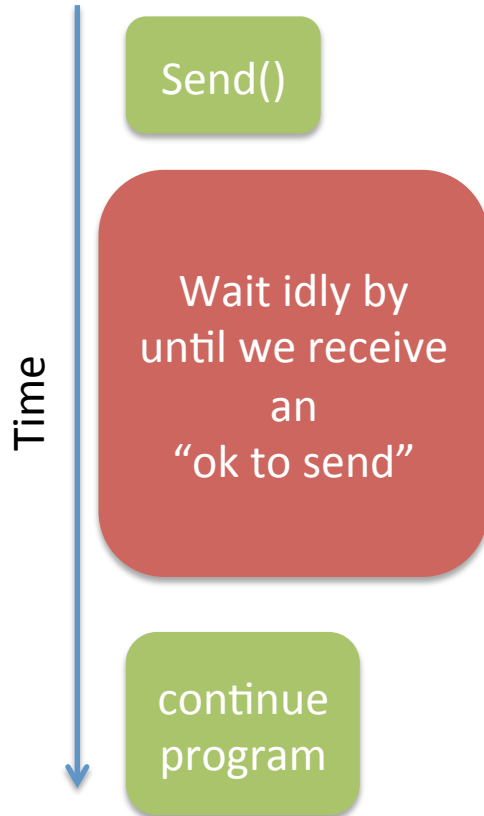 Send()
Wait idly by
until we receive
an
“ok to send”
Time
continue
program